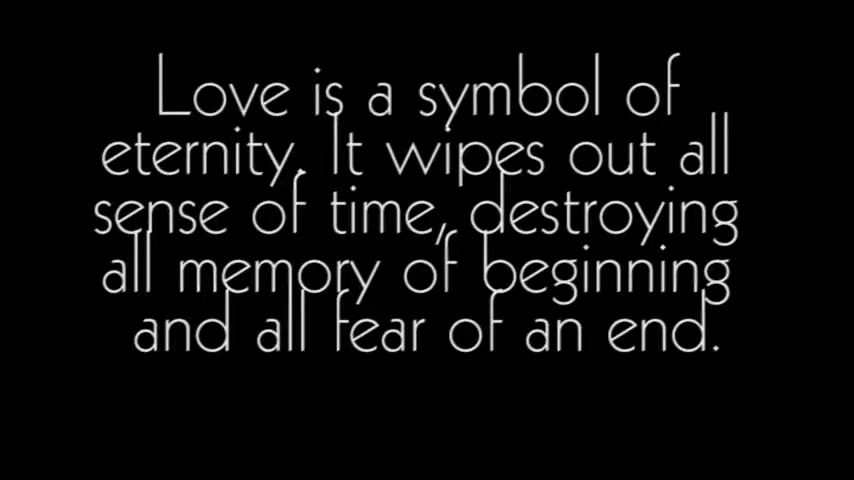 Love is a symbol of
eternity. It wipes out all
sense of time, destroying
all memory of beginning
and all fear of an end.